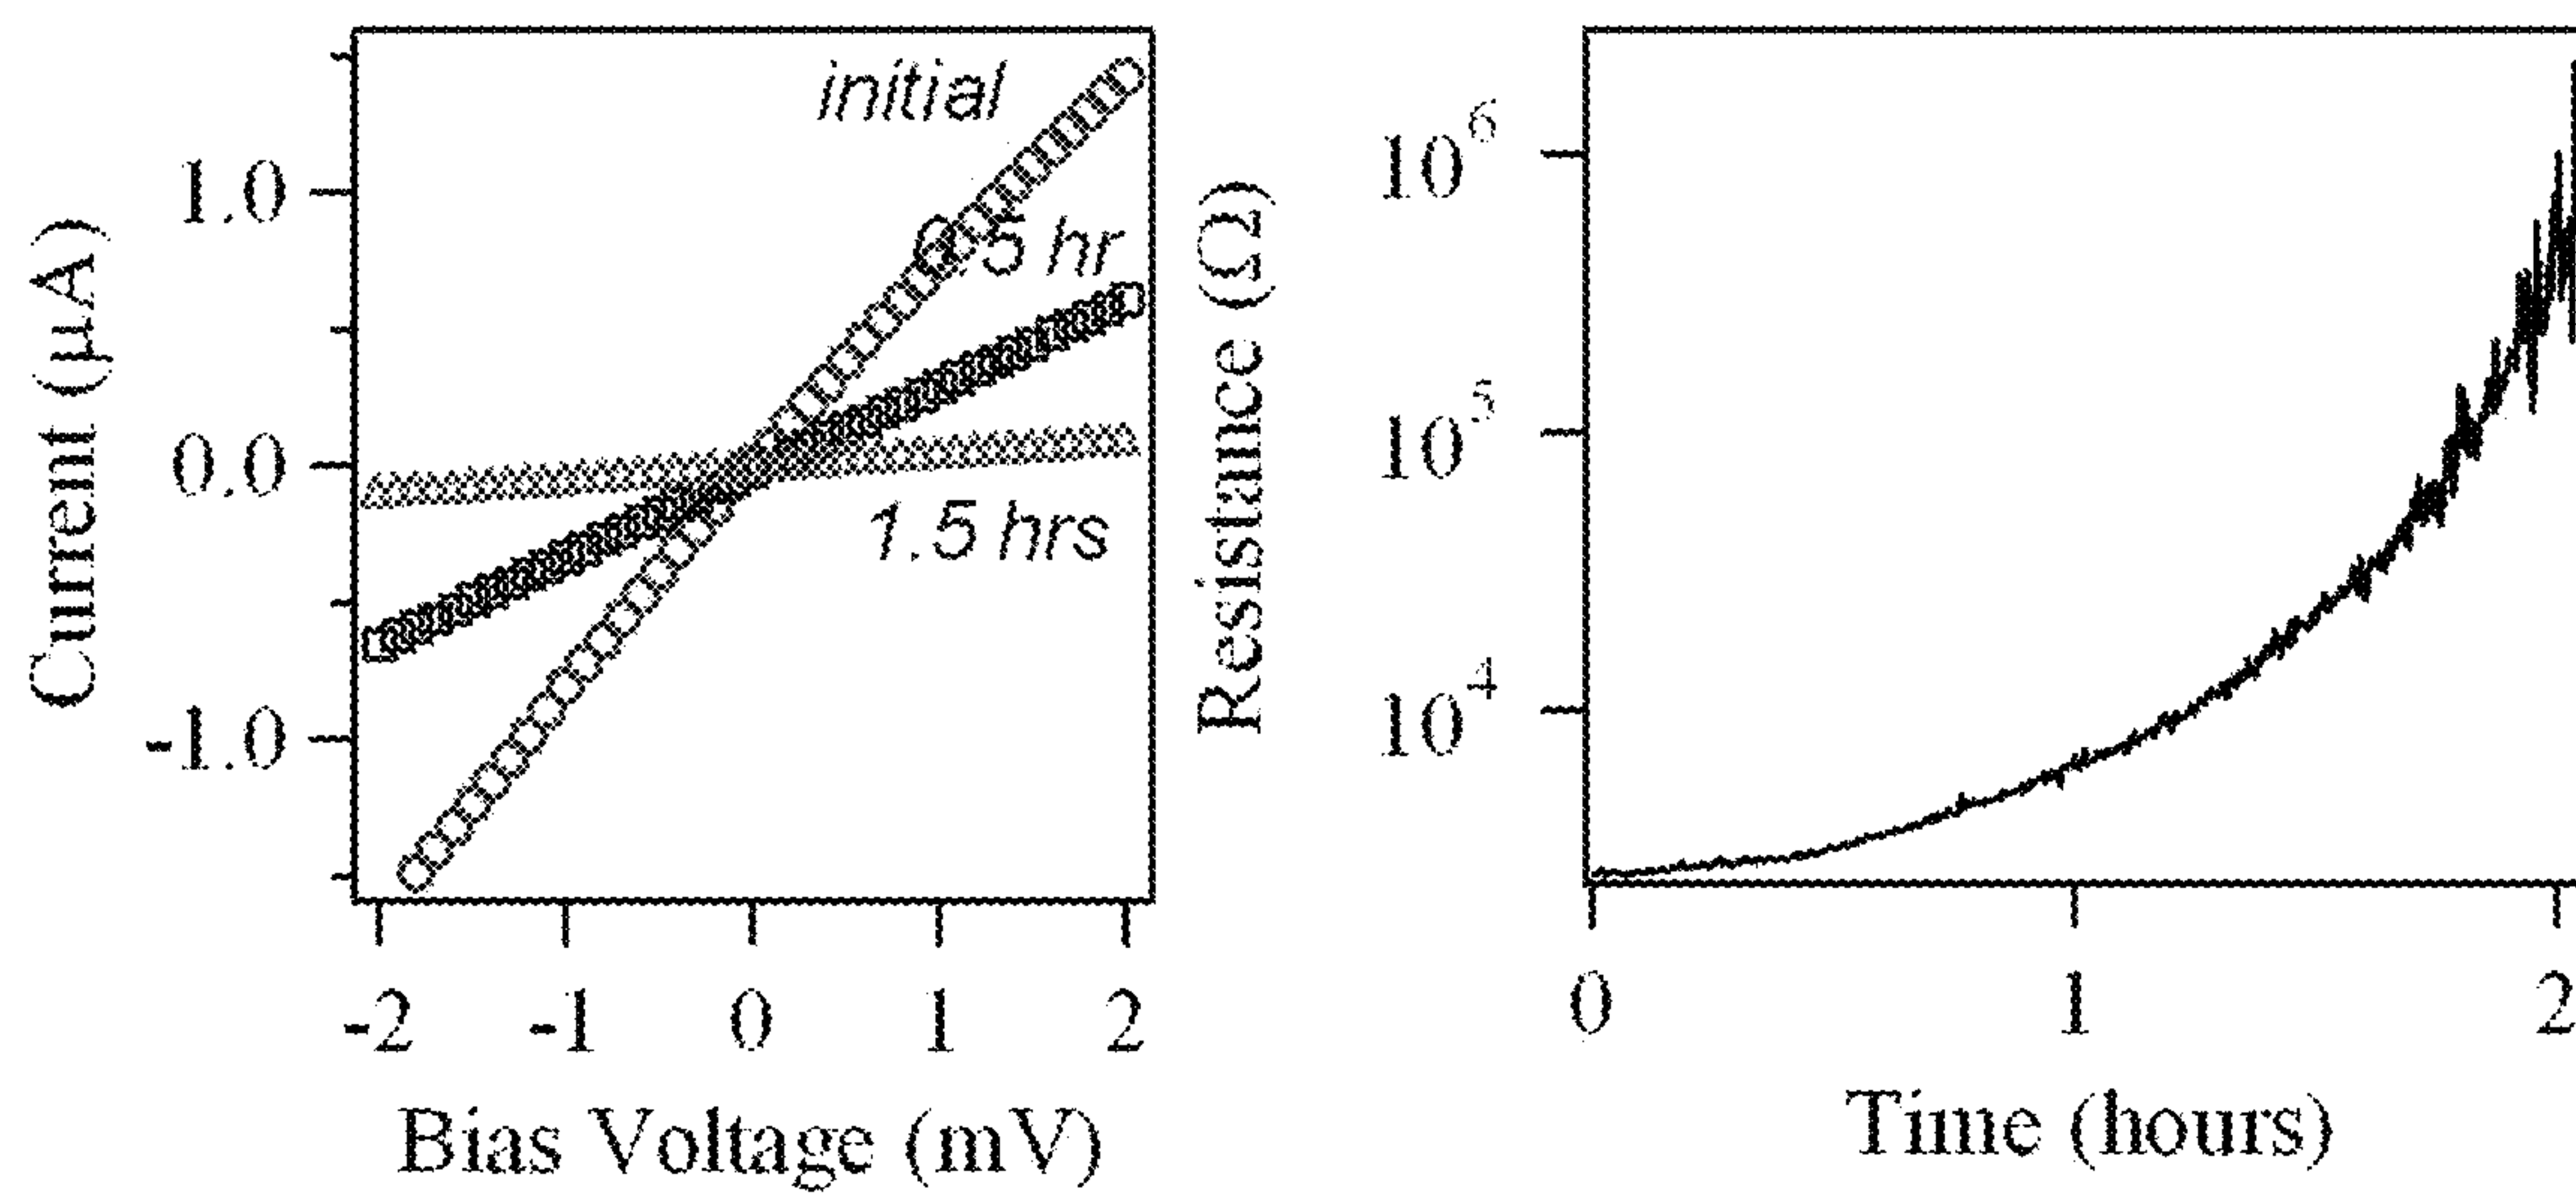 Current (μA)
1.0
0.0
-1.0
initial
0.5 hr
1.5 hrs
-2 -1 0 1 2
Bias Voltage (mV)
Resistance (Ω)
10^6
10^5
10^4
0 1 2
Time (hours)